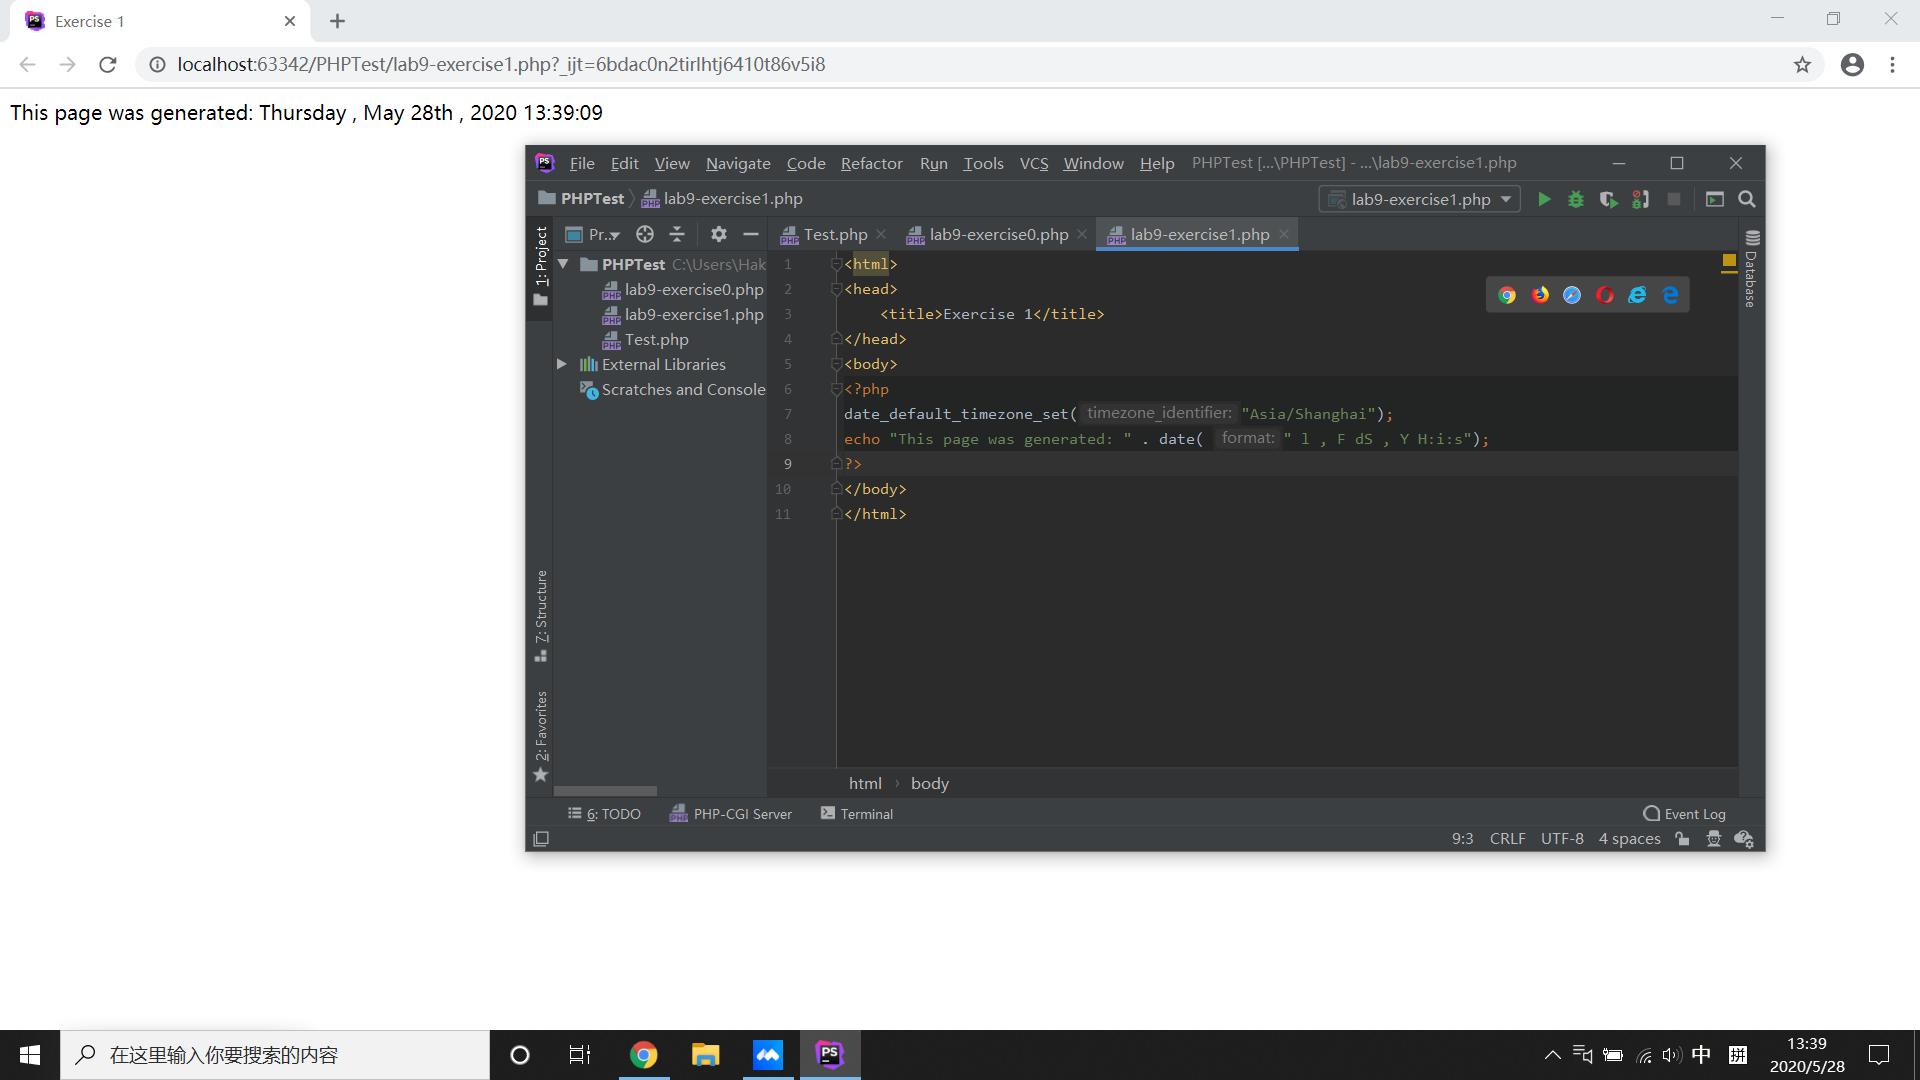 Exercise 1
localhost:63342/PHPTest/lab9-exercise1.php?_ijt=6bdac0n2tirlhtj6410t86v5i8
This page was generated: Thursday , May 28th , 2020 13:39:09
PS File Edit View Navigate Code Refactor Run Tools VCS Window Help PHPTest [...\PHPTest] - ...\lab9-exercise1.php
PHPTest lab9-exercise1.php lab9-exercise1.php
1: Project
Pr...
Test.php lab9-exercise0.php lab9-exercise1.php
PHPTest C:\Users\Hak
lab9-exercise0.php
lab9-exercise1.php
Test.php
External Libraries
Scratches and Console
1 <html>
2 <head>
3 <title>Exercise 1</title>
4 </head>
5 <body>
6 <?php
7 date_default_timezone_set( timezone_identifier: "Asia/Shanghai");
8 echo "This page was generated: " . date( format: " l , F dS , Y H:i:s");
9 ?>
10 </body>
11 </html>
Database
7: Structure
2: Favorites
html › body
6: TODO PHP-CGI Server Terminal Event Log
9:3 CRLF UTF-8 4 spaces
在这里输入你要搜索的内容
PS
中 拼
13:39
2020/5/28